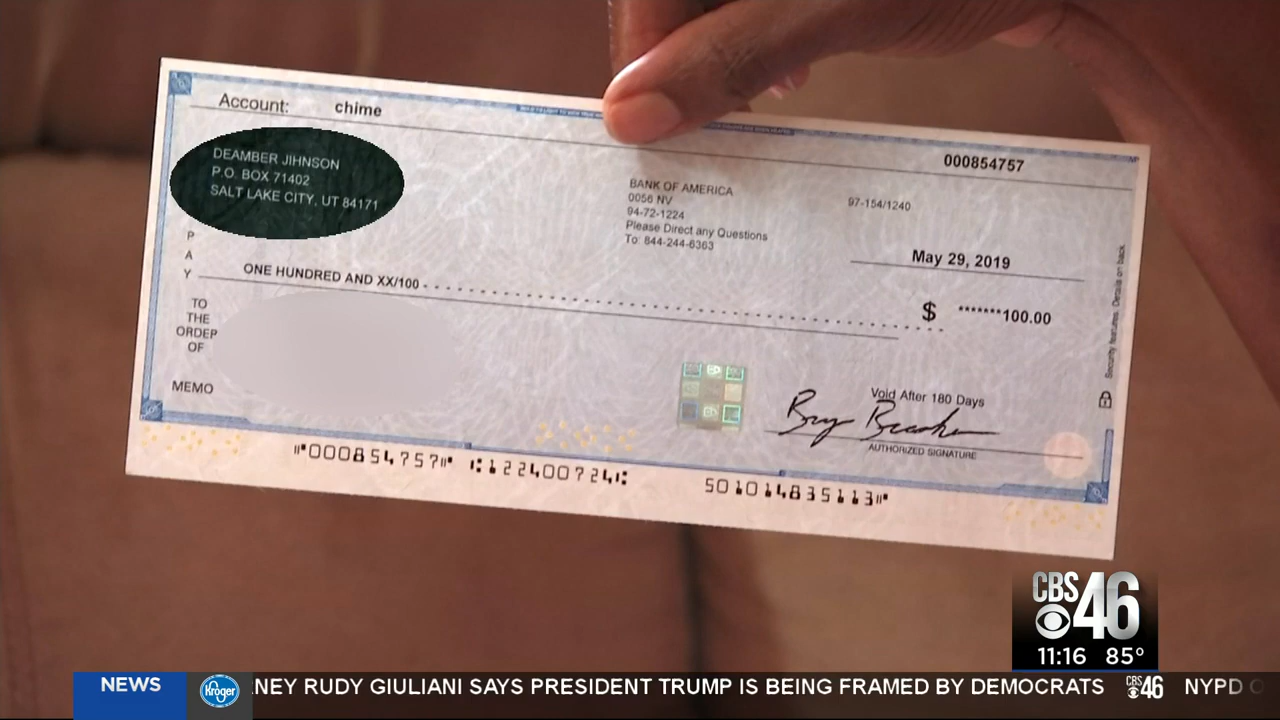 Account: chime
000854757
DEAMBER JIHNSON
P.O. BOX 71402
SALT LAKE CITY, UT 84171
BANK OF AMERICA
0056 NV
94-72-1224
Please Direct any Questions
To: 844-244-6363
97-154/1240
May 29, 2019
PAY
ONE HUNDRED AND XX/100
$ *******100.00
TO
THE
ORDER
OF
MEMO
Void After 180 Days
AUTHORIZED SIGNATURE
Security features. Details on back
⑈000854757⑈ ⑆122400724⑆ 501014835113⑈
CBS 46
11:16 85°
NEWS Kroger NEY RUDY GIULIANI SAYS PRESIDENT TRUMP IS BEING FRAMED BY DEMOCRATS CBS 46 NYPD